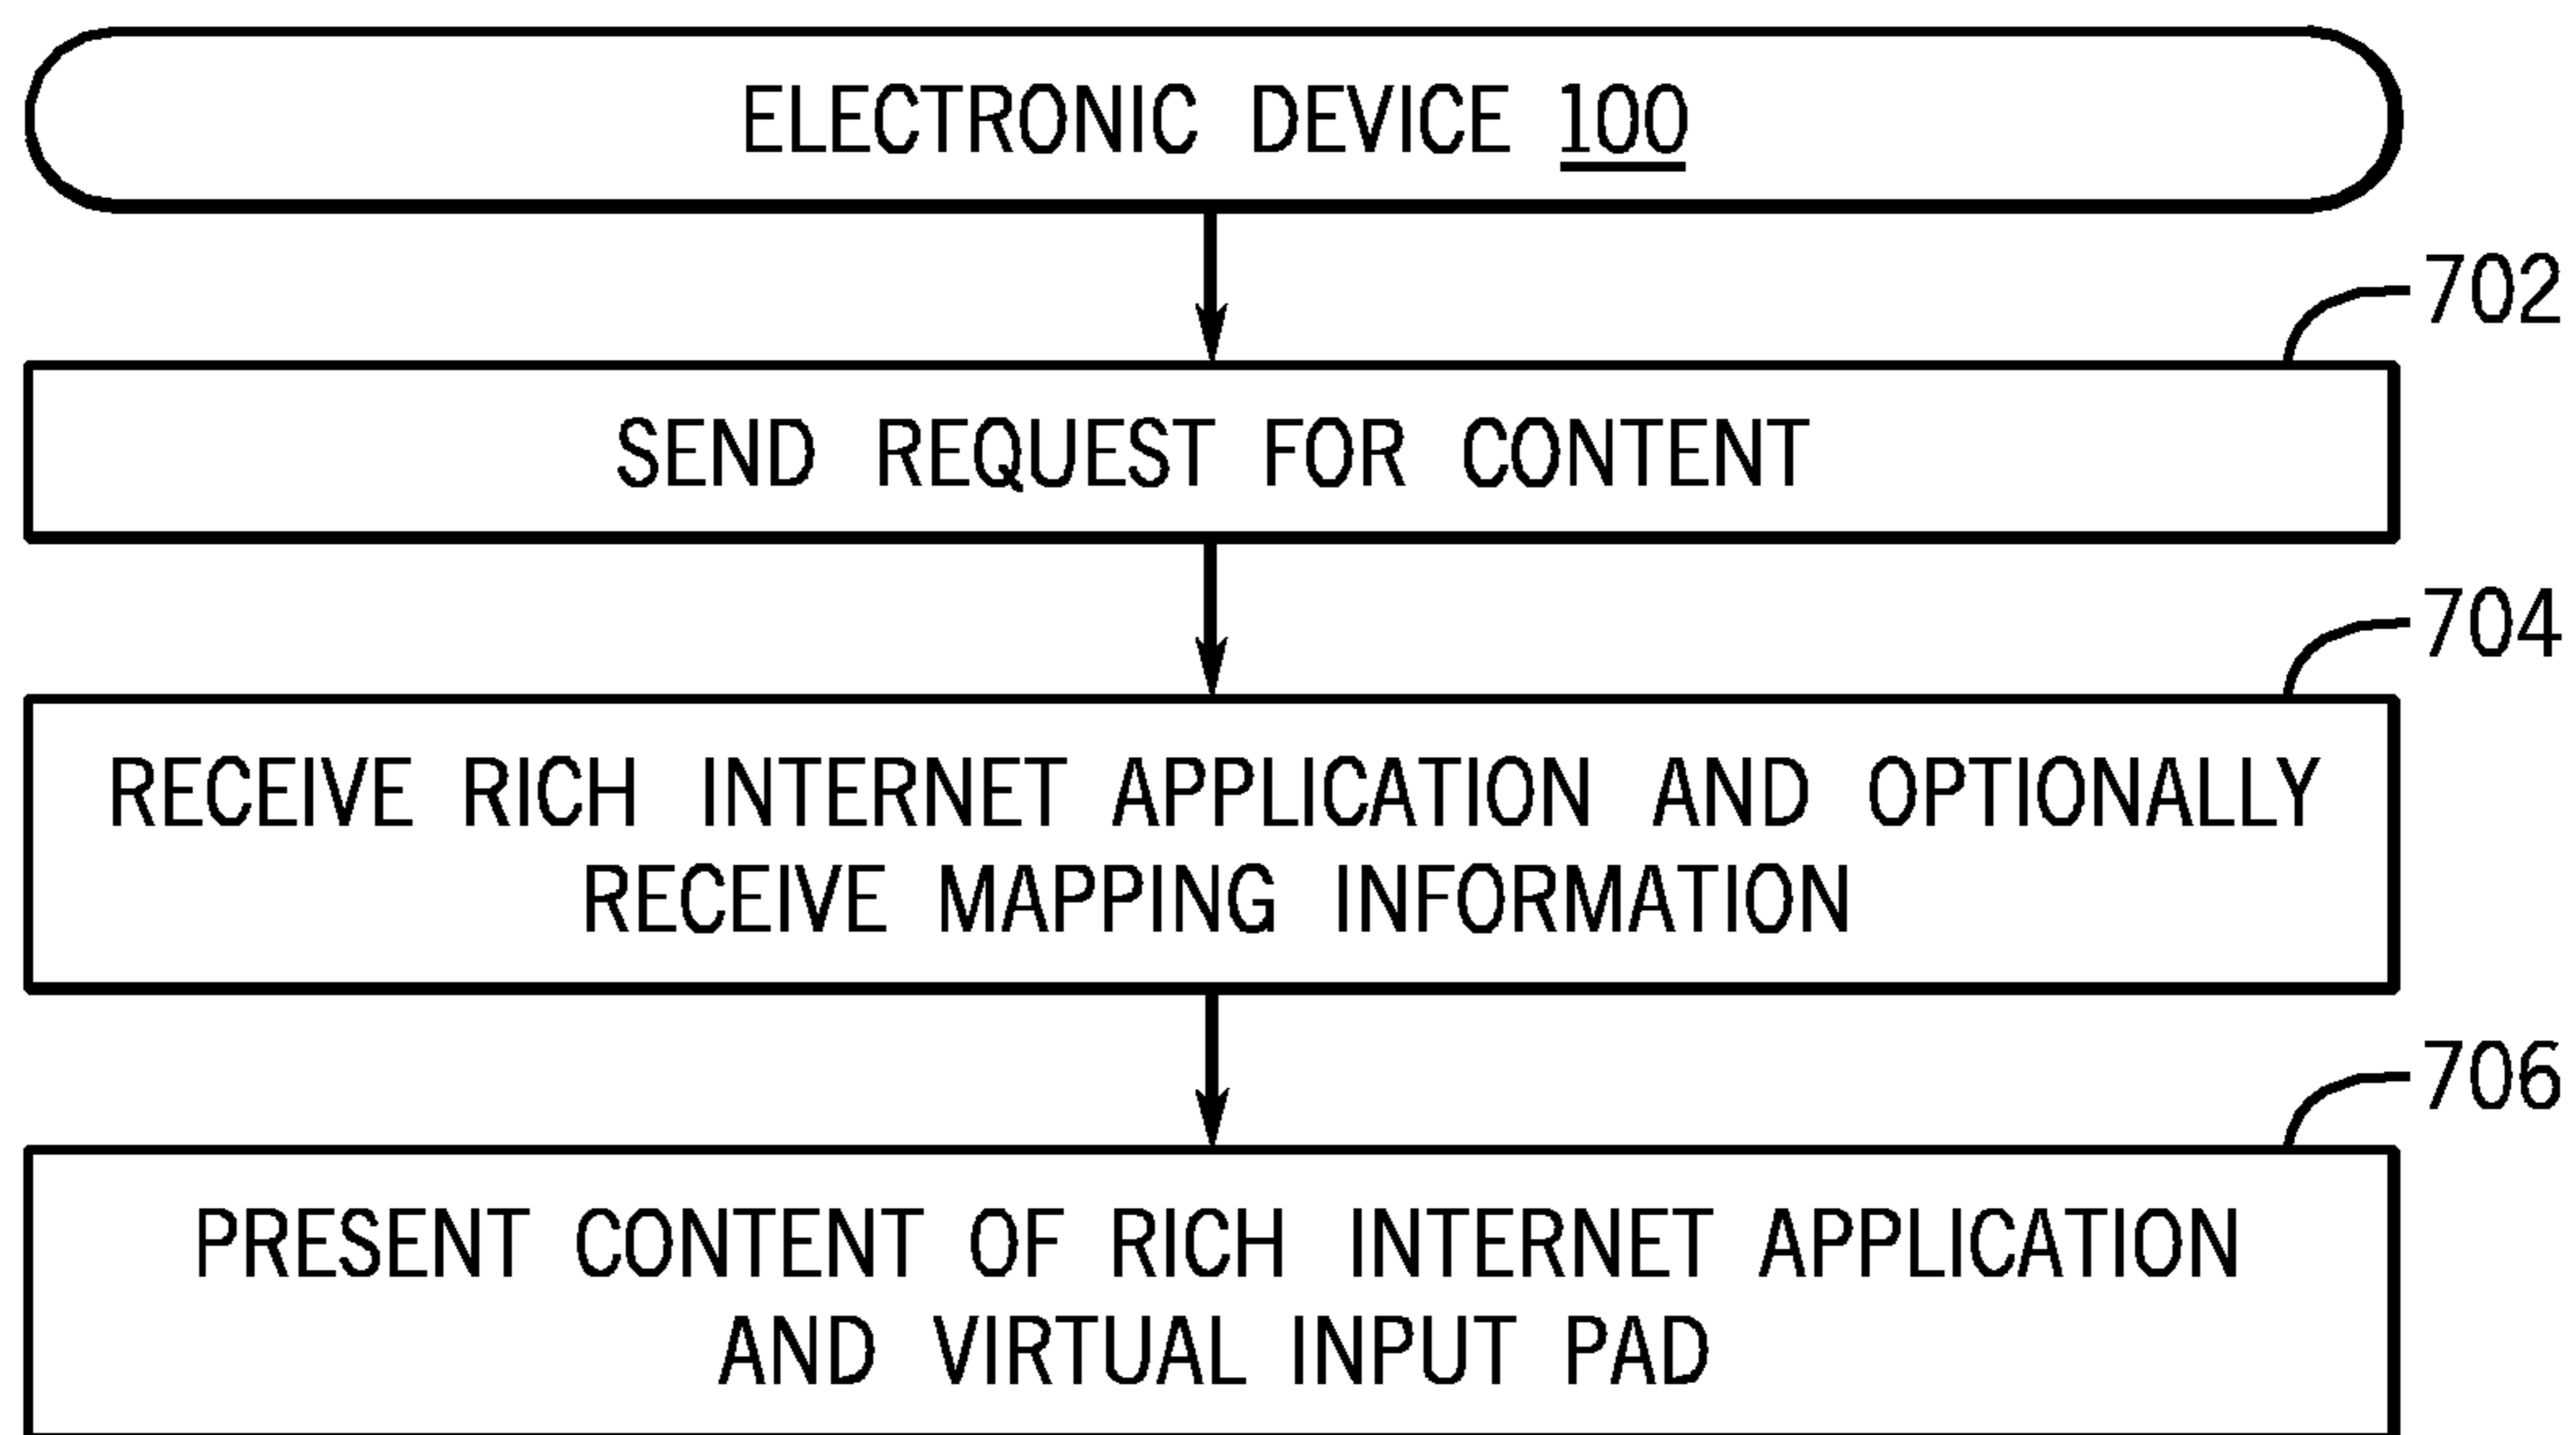 ELECTRONIC DEVICE 100
702
SEND REQUEST FOR CONTENT
704
RECEIVE RICH INTERNET APPLICATION AND OPTIONALLY
RECEIVE MAPPING INFORMATION
706
PRESENT CONTENT OF RICH INTERNET APPLICATION
AND VIRTUAL INPUT PAD